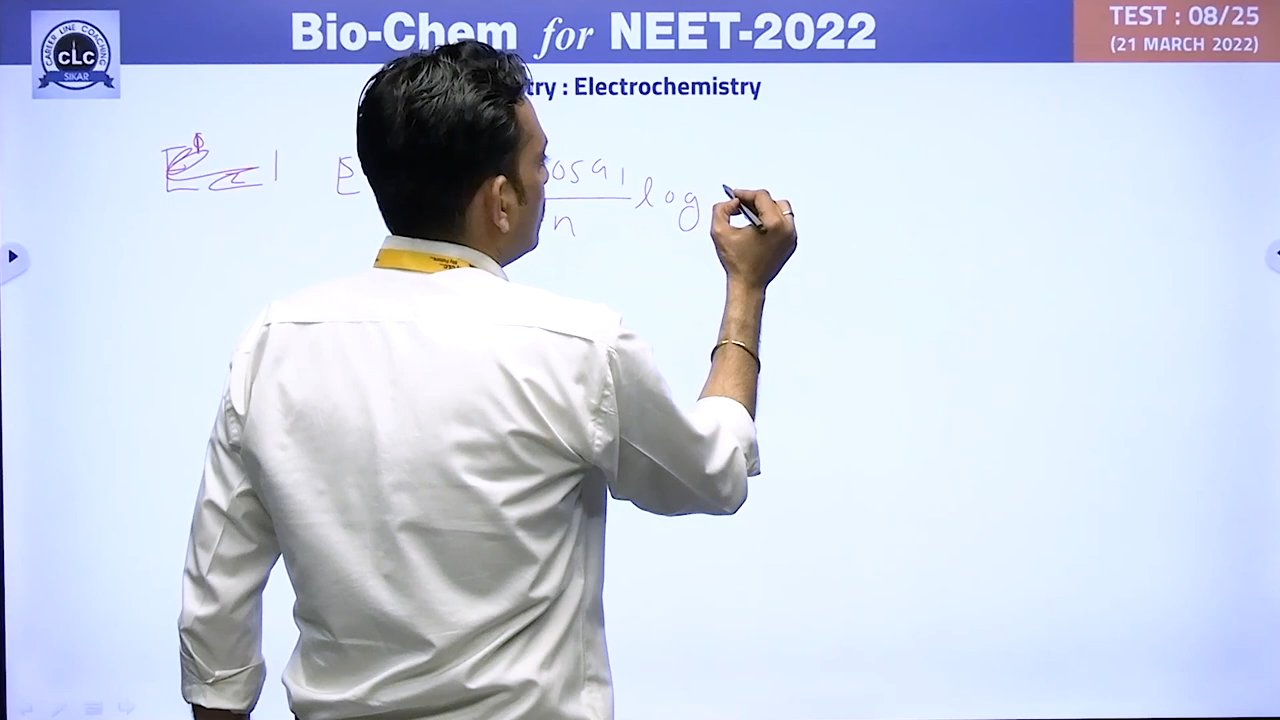 Bio-Chem for NEET-2022
TEST : 08/25
(21 MARCH 2022)
CAREER LINE COACHING
CLC
SIKAR
try : Electrochemistry
E
0591
n
log